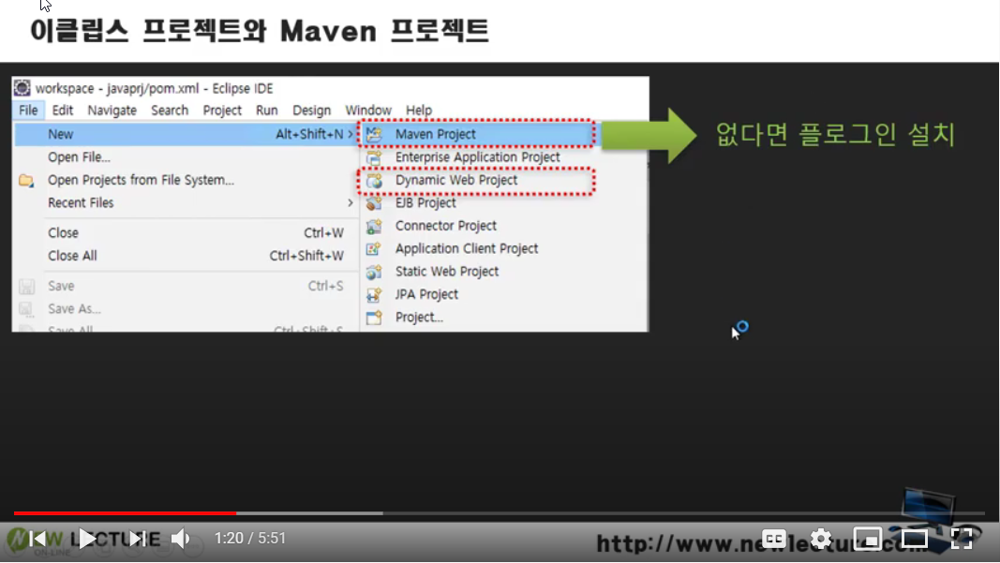 이클립스 프로젝트와 Maven 프로젝트
workspace - javaprj/pom.xml - Eclipse IDE
File Edit Navigate Search Project Run Design Window Help
New Alt+Shift+N >
Open File...
Open Projects from File System...
Recent Files >
Close Ctrl+W
Close All Ctrl+Shift+W
Save Ctrl+S
Save As...
Save All Ctrl+Shift+S
Maven Project
Enterprise Application Project
Dynamic Web Project
EJB Project
Connector Project
Application Client Project
Static Web Project
JPA Project
Project...
없다면 플로그인 설치
NEW LECTURE
ON-LINE
1:20 / 5:51
http://www.newlecture.com
CC